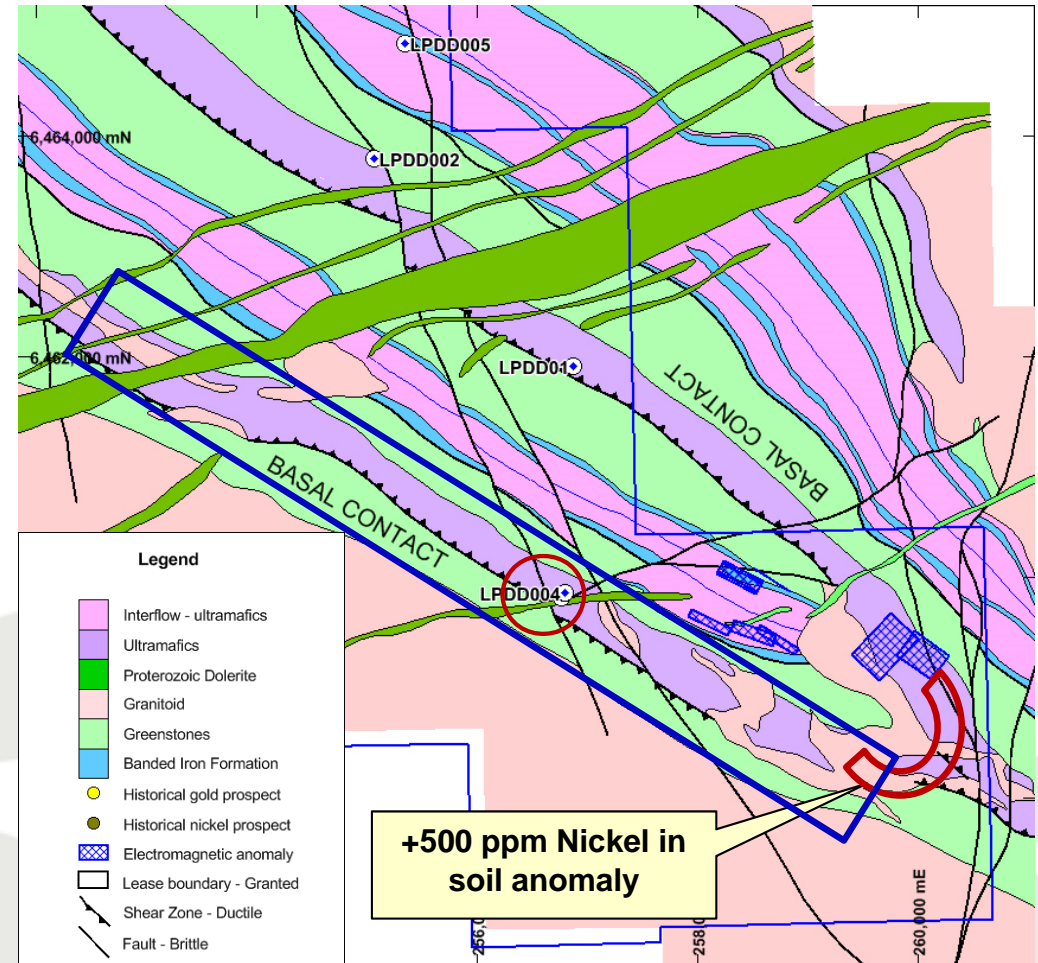 LPDD005
6,464,000 mN
LPDD002
6,462,000 mN
LPDD01
BASAL CONTACT
BASAL CONTACT
LPDD004
Legend
Interflow - ultramafics
Ultramafics
Proterozoic Dolerite
Granitoid
Greenstones
Banded Iron Formation
Historical gold prospect
Historical nickel prospect
Electromagnetic anomaly
Lease boundary - Granted
Shear Zone - Ductile
Fault - Brittle
+500 ppm Nickel in
soil anomaly
260,000 mE